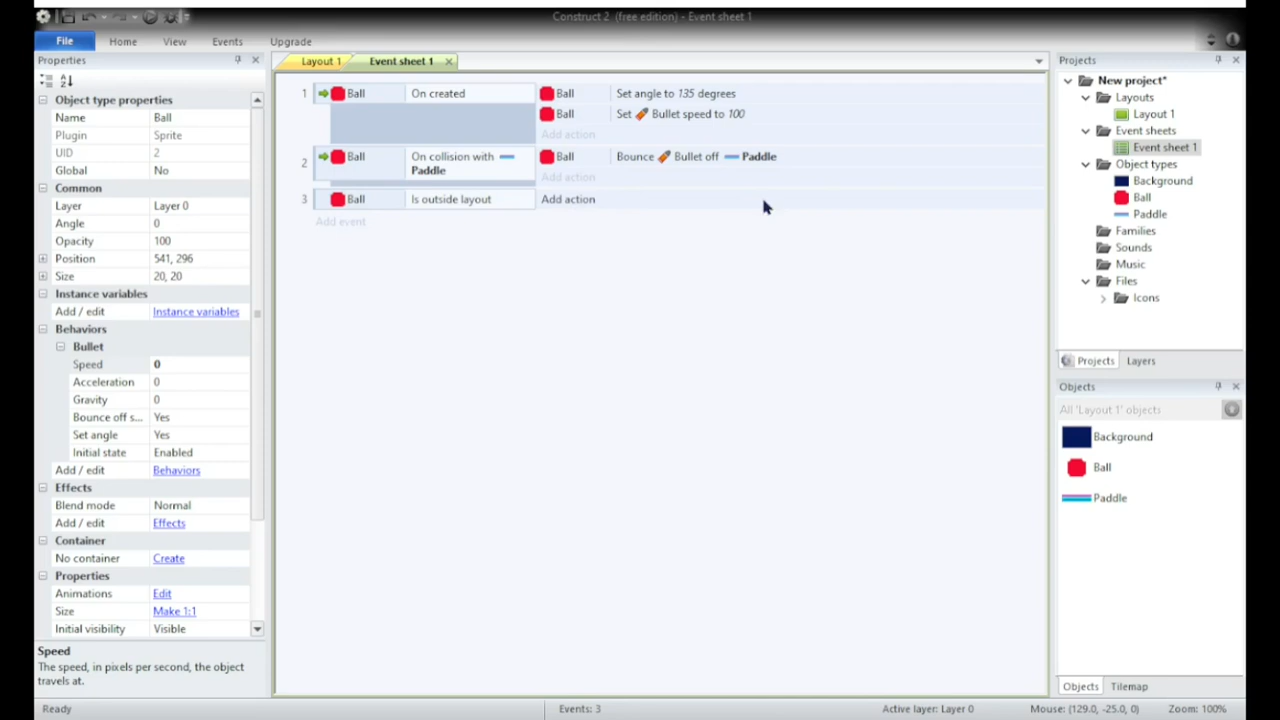 Construct 2 (free edition) - Event sheet 1
File Home View Events Upgrade
Properties
Object type properties
Name Ball
Plugin Sprite
UID 2
Global No
Common
Layer Layer 0
Angle 0
Opacity 100
Position 541, 296
Size 20, 20
Instance variables
Add / edit Instance variables
Behaviors
Bullet
Speed 0
Acceleration 0
Gravity 0
Bounce off s... Yes
Set angle Yes
Initial state Enabled
Add / edit Behaviors
Effects
Blend mode Normal
Add / edit Effects
Container
No container Create
Properties
Animations Edit
Size Make 1:1
Initial visibility Visible
Speed
The speed, in pixels per second, the object
travels at.
Layout 1 Event sheet 1
1 Ball On created Ball Set angle to 135 degrees
Ball Set Bullet speed to 100
Add action
2 Ball On collision with Paddle Ball Bounce Bullet off Paddle
Add action
3 Ball Is outside layout Add action
Add event
Projects
New project*
Layouts
Layout 1
Event sheets
Event sheet 1
Object types
Background
Ball
Paddle
Families
Sounds
Music
Files
Icons
Projects Layers
Objects
All 'Layout 1' objects
Background
Ball
Paddle
Objects Tilemap
Ready Events: 3 Active layer: Layer 0 Mouse: (129.0, -25.0, 0) Zoom: 100%